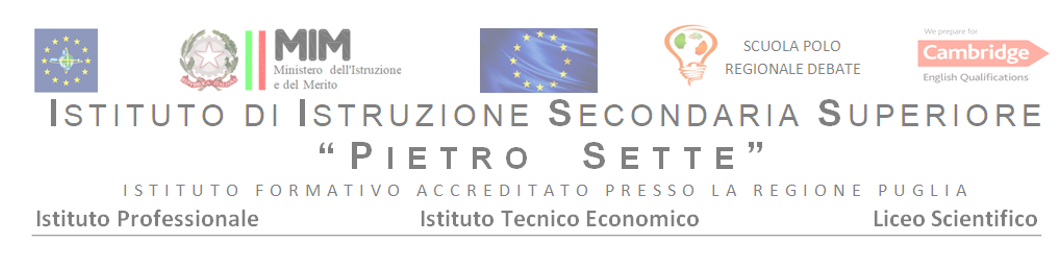 MIM
Ministero dell'Istruzione
e del Merito
SCUOLA POLO
REGIONALE DEBATE
We prepare for
Cambridge
English Qualifications
ISTITUTO DI ISTRUZIONE SECONDARIA SUPERIORE
“PIETRO SETTE”
ISTITUTO FORMATIVO ACCREDITATO PRESSO LA REGIONE PUGLIA
Istituto Professionale Istituto Tecnico Economico Liceo Scientifico